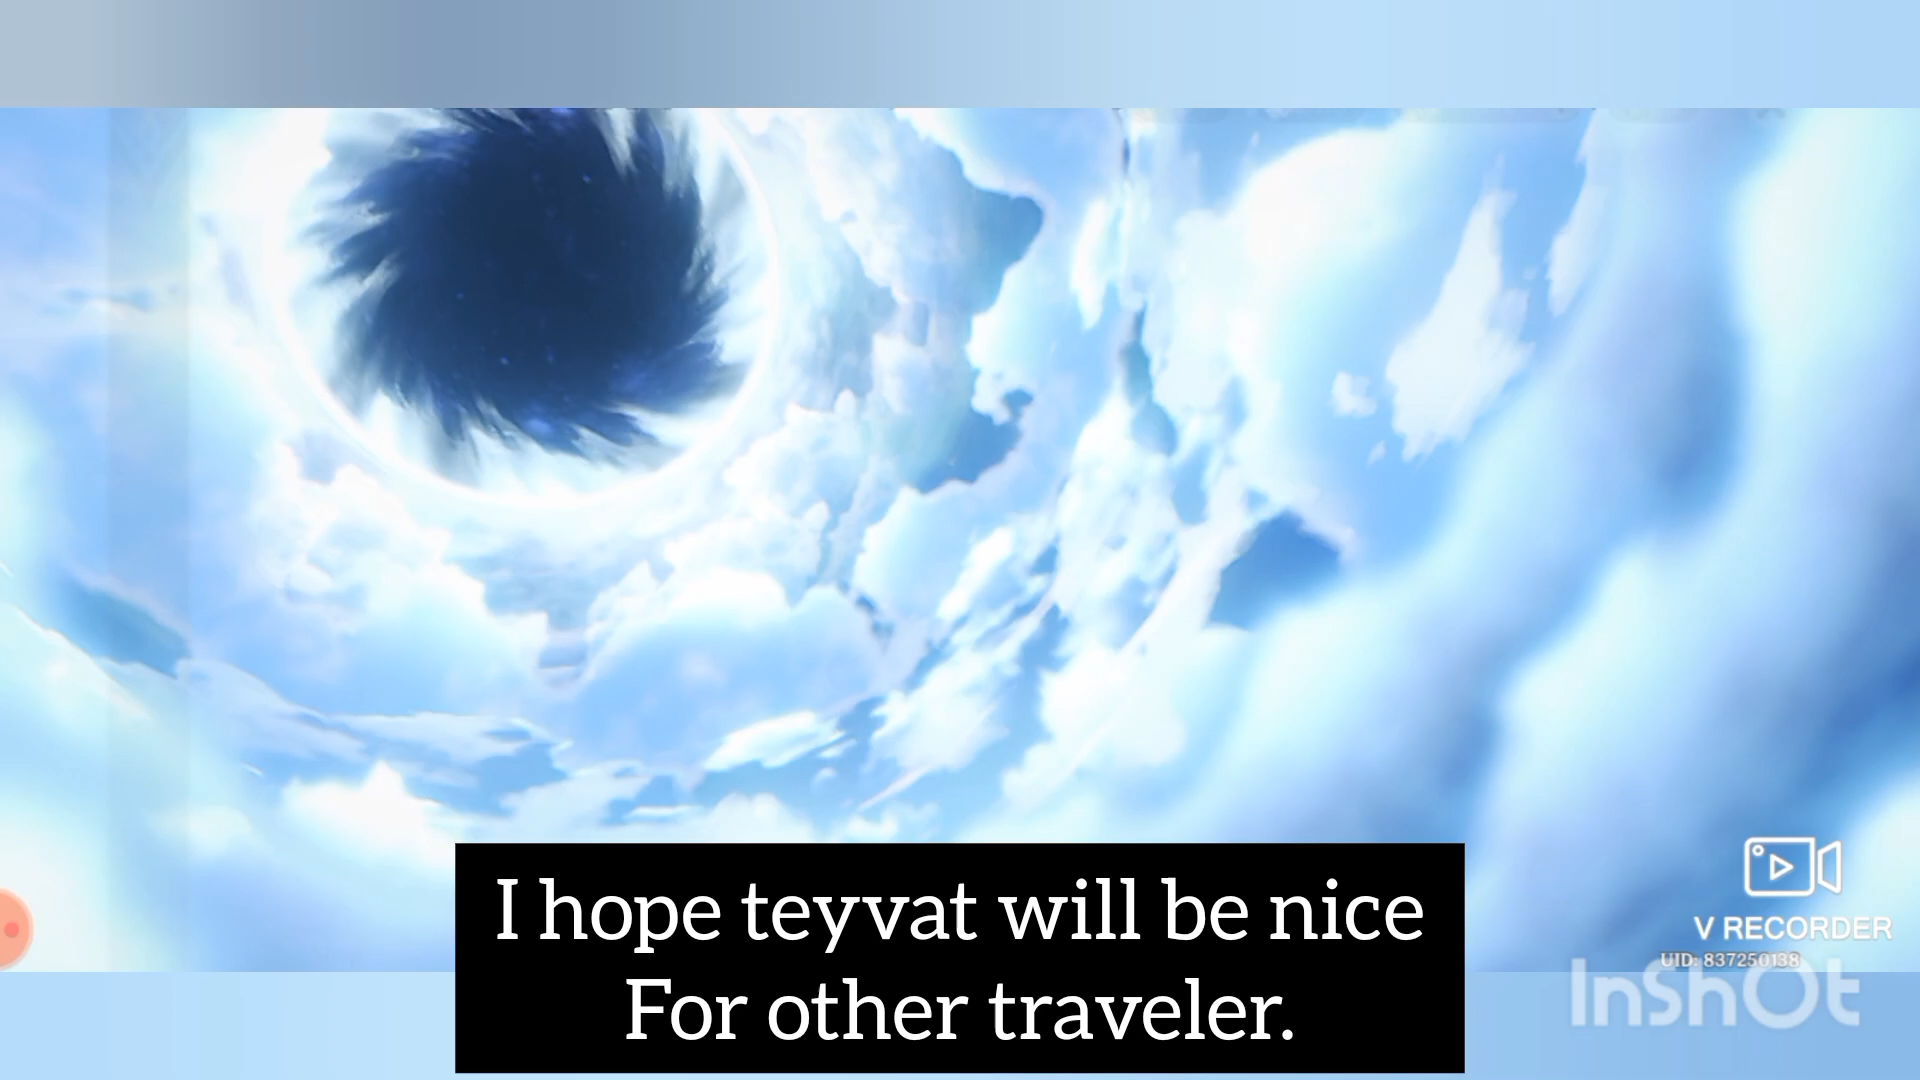 I hope teyvat will be nice
For other traveler.
V RECORDER
UID: 837250138
InShOt